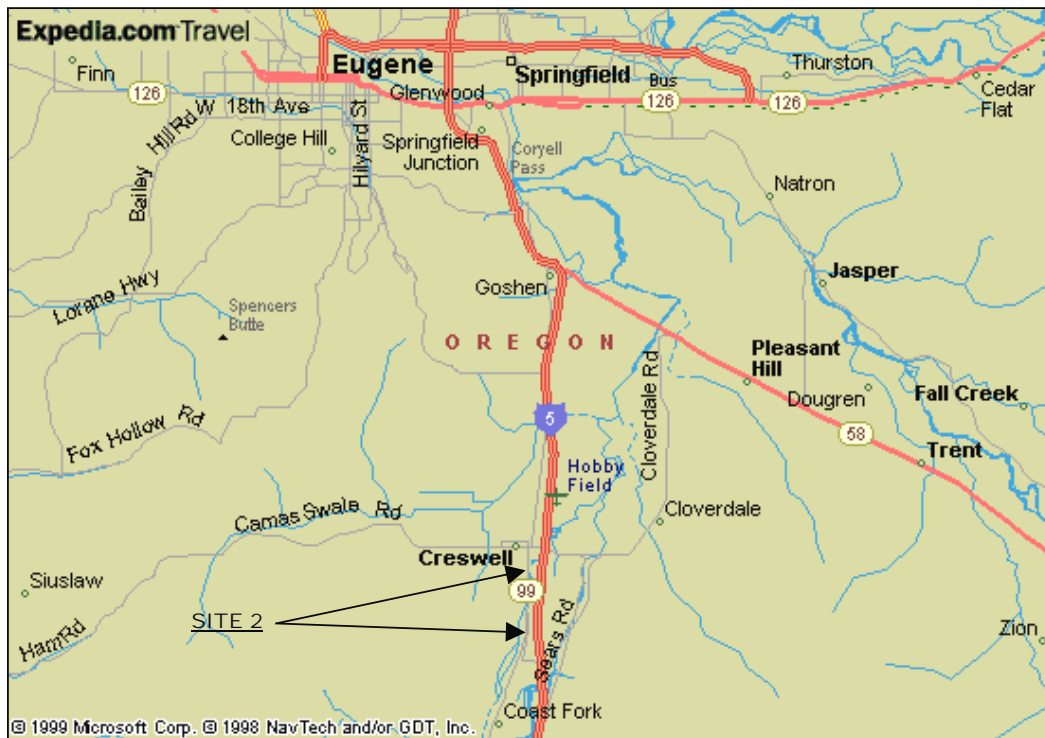 Expedia.com Travel
Finn
Eugene
Springfield
Thurston
Bus
126
126
126
Cedar
Flat
W 18th Ave
Glenwood
Bailey Hill Rd
College Hill
Hilyard St
Springfield
Junction
Coryell
Pass
Natron
Jasper
Goshen
Lorane Hwy
Spencers
Butte
OREGON
Pleasant
Hill
Dougren
Fall Creek
Cloverdale Rd
Fox Hollow Rd
5
58
Trent
Hobby
Field
Camas Swale Rd
Cloverdale
Creswell
Siuslaw
99
SITE 2
Ham Rd
Sears Rd
Zion
Coast Fork
© 1999 Microsoft Corp. © 1998 NavTech and/or GDT, Inc.